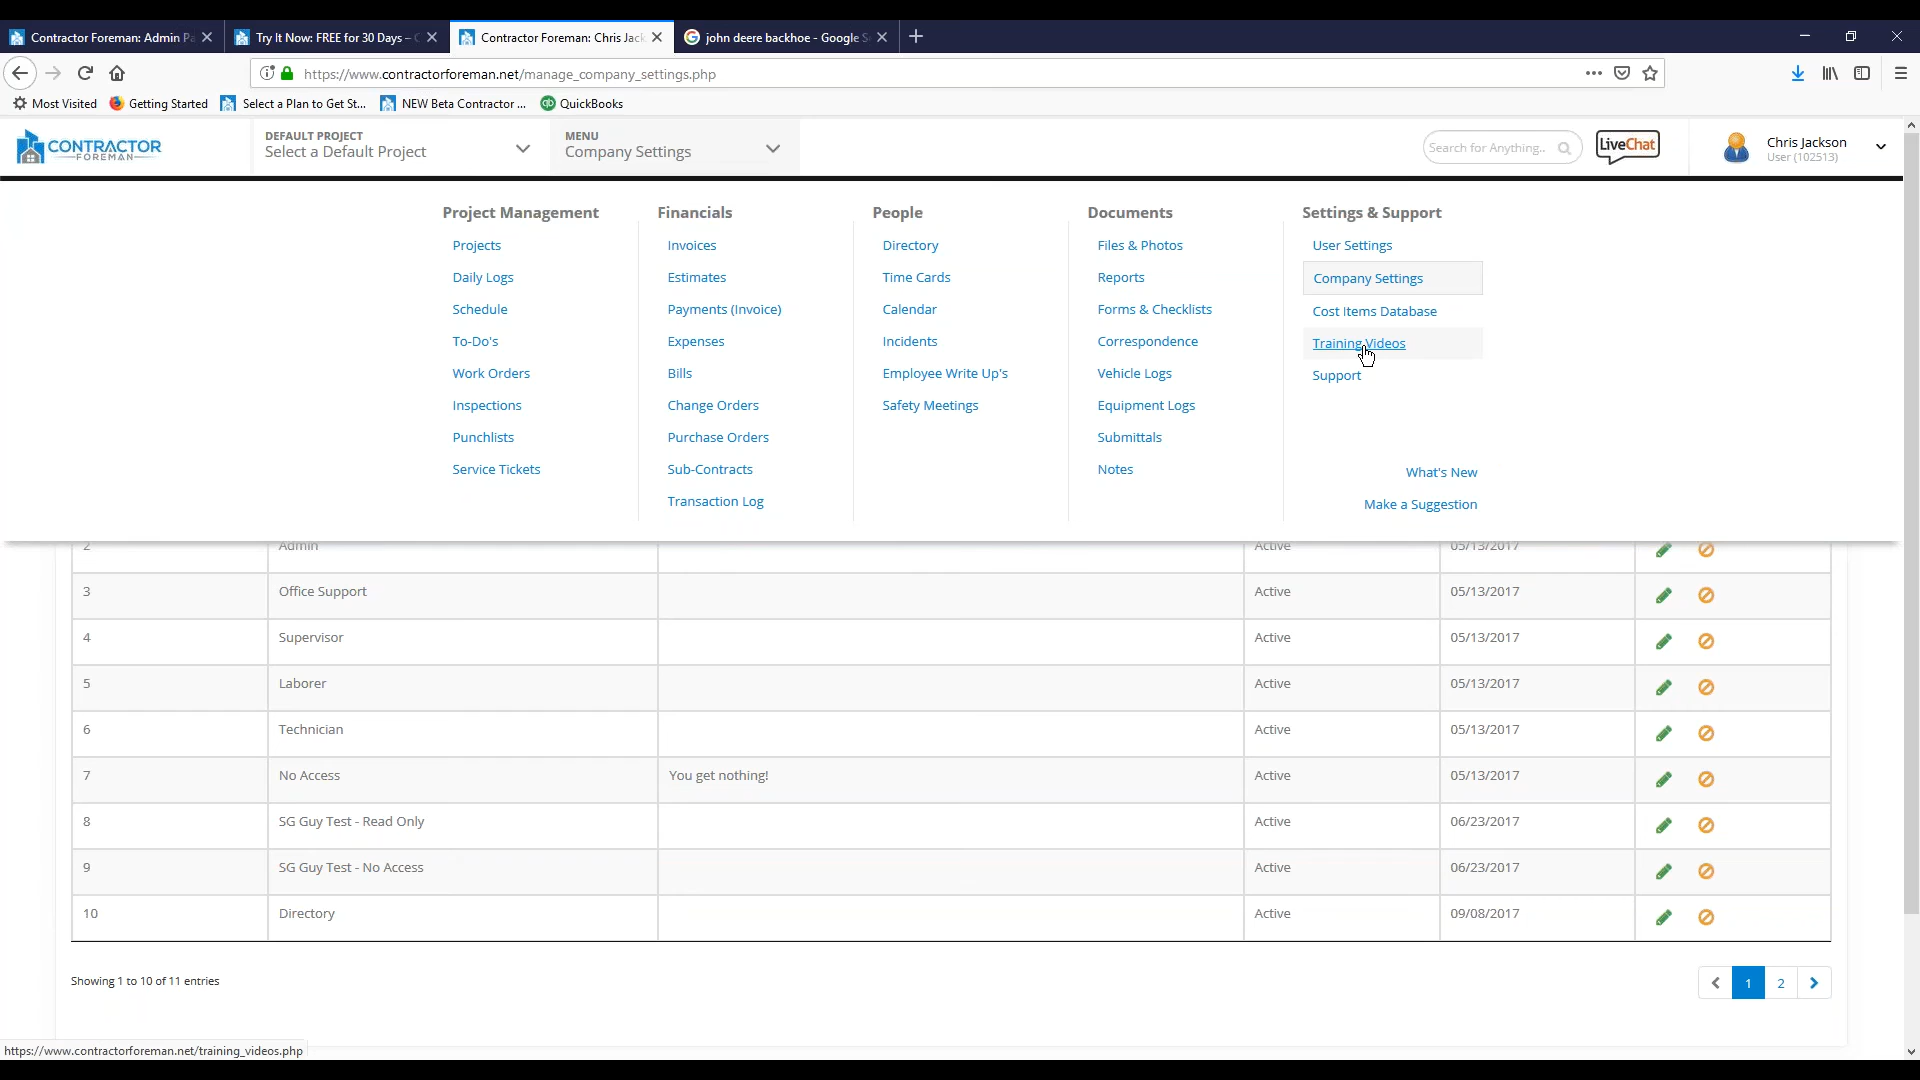 Contractor Foreman: Admin Pa
Try It Now: FREE for 30 Days – C
Contractor Foreman: Chris Jack
john deere backhoe - Google S
https://www.contractorforeman.net/manage_company_settings.php
Most Visited
Getting Started
Select a Plan to Get St...
NEW Beta Contractor ...
QuickBooks
CONTRACTOR
FOREMAN
DEFAULT PROJECT
Select a Default Project
MENU
Company Settings
Search for Anything..
LiveChat
Chris Jackson
User (102513)
Project Management
Projects
Daily Logs
Schedule
To-Do's
Work Orders
Inspections
Punchlists
Service Tickets
Financials
Invoices
Estimates
Payments (Invoice)
Expenses
Bills
Change Orders
Purchase Orders
Sub-Contracts
Transaction Log
People
Directory
Time Cards
Calendar
Incidents
Employee Write Up's
Safety Meetings
Documents
Files & Photos
Reports
Forms & Checklists
Correspondence
Vehicle Logs
Equipment Logs
Submittals
Notes
Settings & Support
User Settings
Company Settings
Cost Items Database
Training Videos
Support
What's New
Make a Suggestion
2 Admin Active 05/13/2017
3 Office Support Active 05/13/2017
4 Supervisor Active 05/13/2017
5 Laborer Active 05/13/2017
6 Technician Active 05/13/2017
7 No Access You get nothing! Active 05/13/2017
8 SG Guy Test - Read Only Active 06/23/2017
9 SG Guy Test - No Access Active 06/23/2017
10 Directory Active 09/08/2017
Showing 1 to 10 of 11 entries
1 2
https://www.contractorforeman.net/training_videos.php